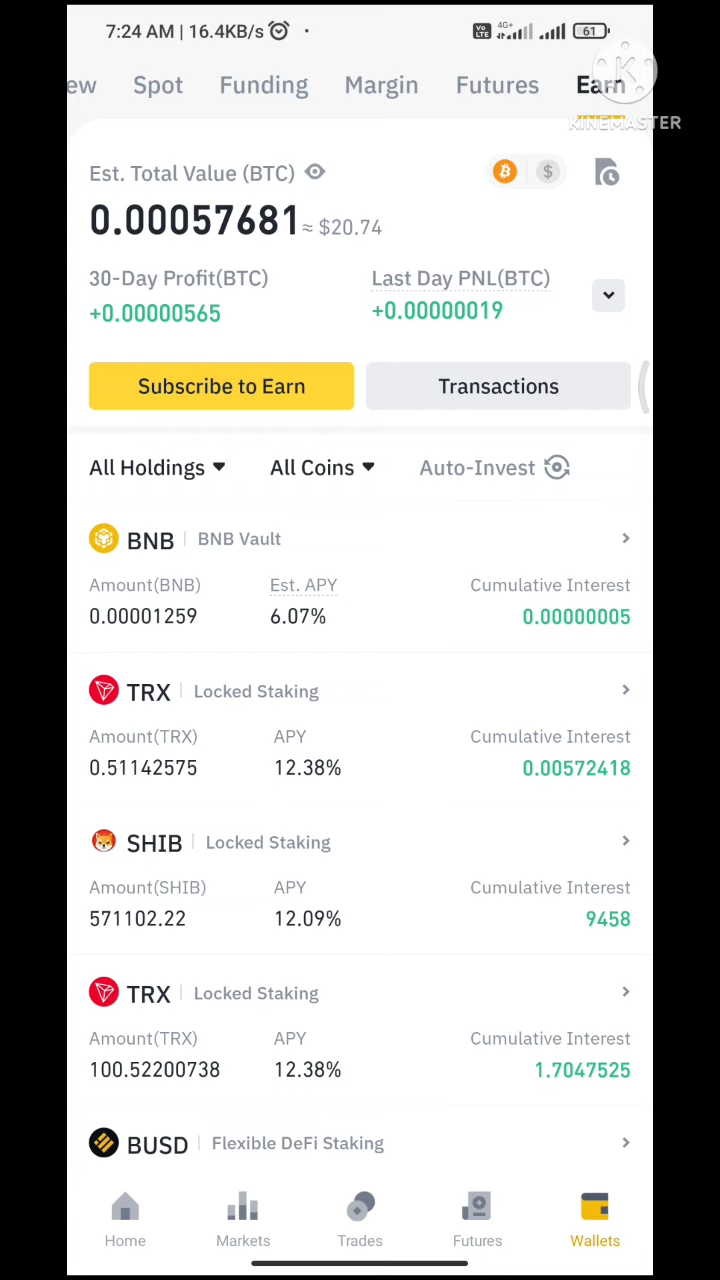 7:24 AM | 16.4KB/s
Vo LTE 4G+ 61
ew Spot Funding Margin Futures Earn
KINEMASTER
Est. Total Value (BTC)
$
0.00057681 ≈ $20.74
30-Day Profit(BTC) Last Day PNL(BTC)
+0.00000565 +0.00000019
Subscribe to Earn Transactions
All Holdings All Coins Auto-Invest
BNB BNB Vault
Amount(BNB) Est. APY Cumulative Interest
0.00001259 6.07% 0.00000005
TRX Locked Staking
Amount(TRX) APY Cumulative Interest
0.51142575 12.38% 0.00572418
SHIB Locked Staking
Amount(SHIB) APY Cumulative Interest
571102.22 12.09% 9458
TRX Locked Staking
Amount(TRX) APY Cumulative Interest
100.52200738 12.38% 1.7047525
BUSD Flexible DeFi Staking
Home Markets Trades Futures Wallets